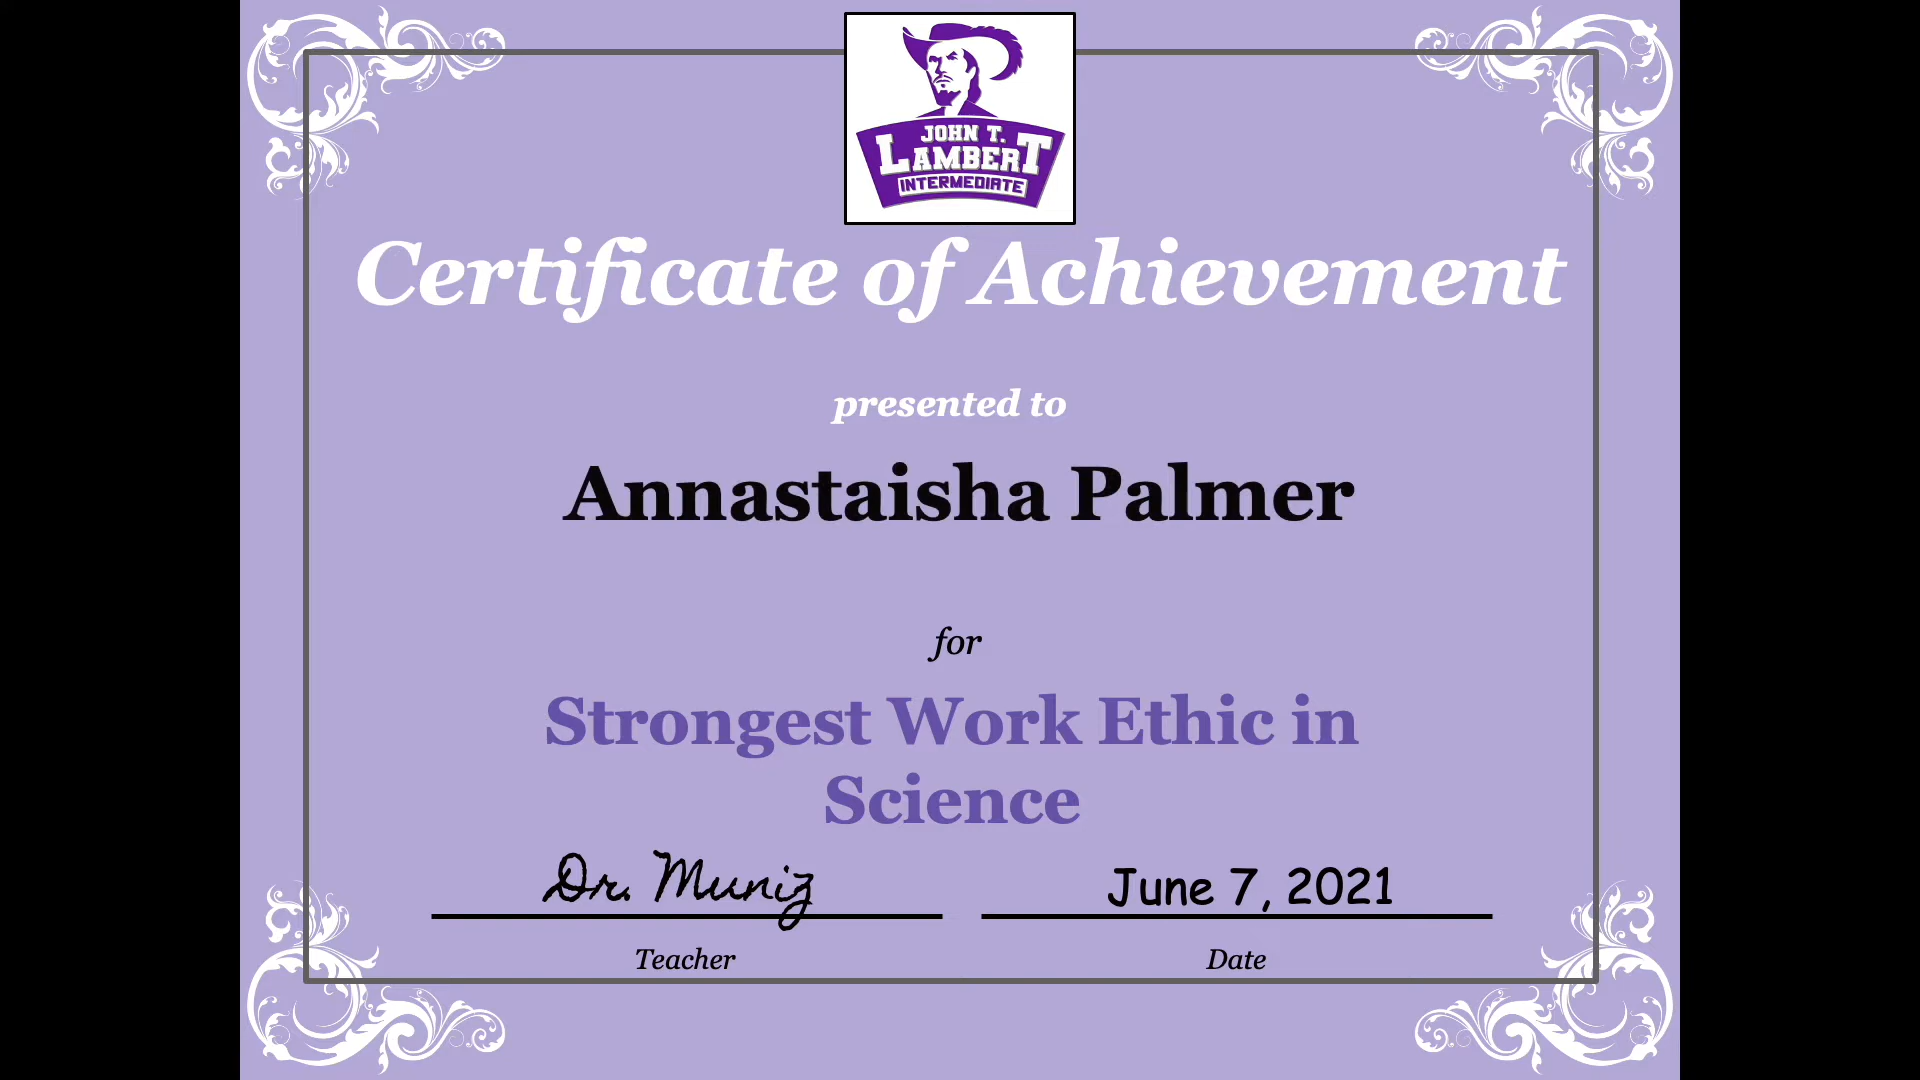 JOHN T.
LAMBERT
INTERMEDIATE
Certificate of Achievement
presented to
Annastaisha Palmer
for
Strongest Work Ethic in
Science
Dr. Muniz
June 7, 2021
Teacher
Date